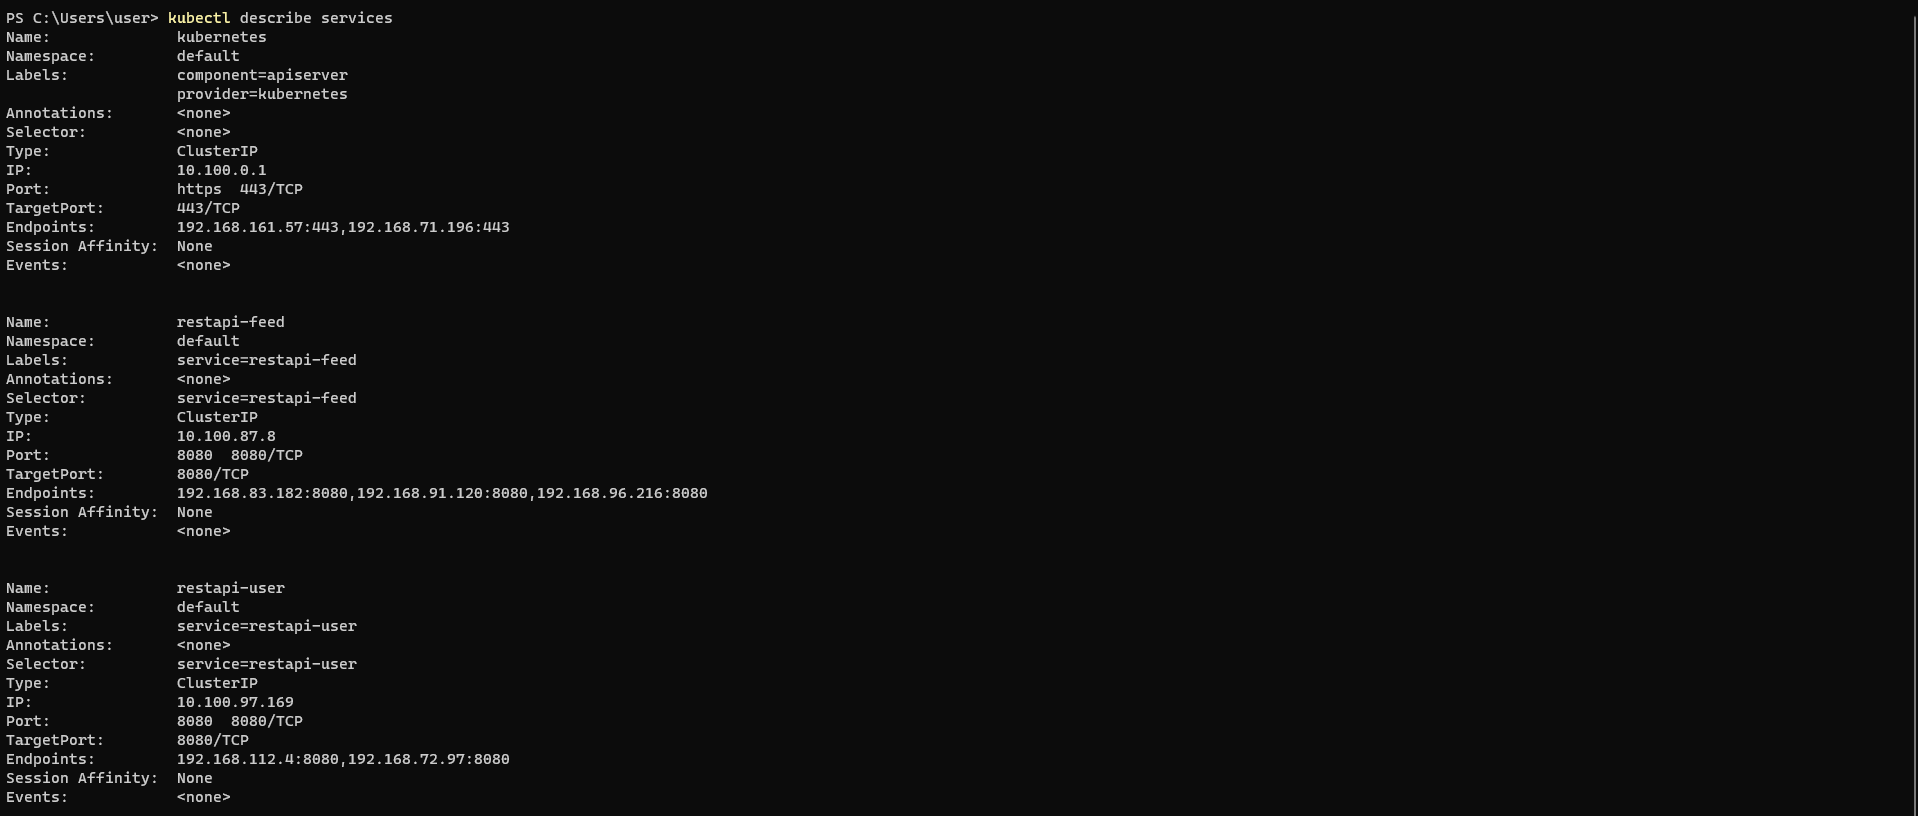 PS C:\Users\user> kubectl describe services
Name:              kubernetes
Namespace:         default
Labels:            component=apiserver
                   provider=kubernetes
Annotations:       <none>
Selector:          <none>
Type:              ClusterIP
IP:                10.100.0.1
Port:              https  443/TCP
TargetPort:        443/TCP
Endpoints:         192.168.161.57:443,192.168.71.196:443
Session Affinity:  None
Events:            <none>
Name:              restapi-feed
Namespace:         default
Labels:            service=restapi-feed
Annotations:       <none>
Selector:          service=restapi-feed
Type:              ClusterIP
IP:                10.100.87.8
Port:              8080  8080/TCP
TargetPort:        8080/TCP
Endpoints:         192.168.83.182:8080,192.168.91.120:8080,192.168.96.216:8080
Session Affinity:  None
Events:            <none>
Name:              restapi-user
Namespace:         default
Labels:            service=restapi-user
Annotations:       <none>
Selector:          service=restapi-user
Type:              ClusterIP
IP:                10.100.97.169
Port:              8080  8080/TCP
TargetPort:        8080/TCP
Endpoints:         192.168.112.4:8080,192.168.72.97:8080
Session Affinity:  None
Events:            <none>